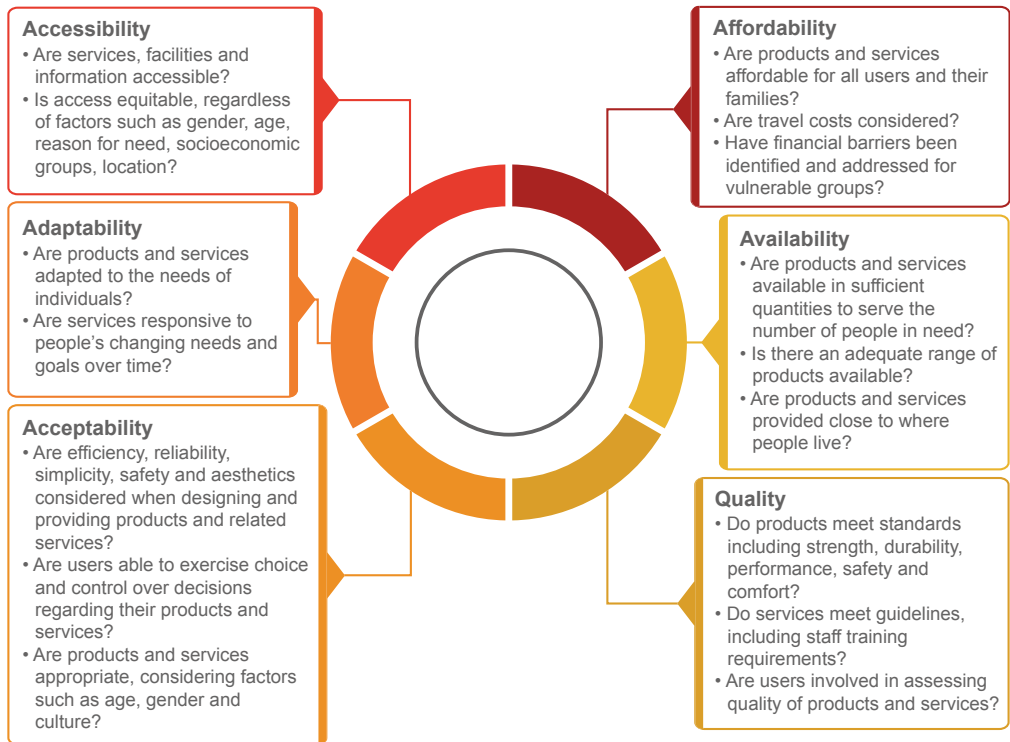 Accessibility
• Are services, facilities and
information accessible?
• Is access equitable, regardless
of factors such as gender, age,
reason for need, socioeconomic
groups, location?
Adaptability
• Are products and services
adapted to the needs of
individuals?
• Are services responsive to
people's changing needs and
goals over time?
Acceptability
• Are efficiency, reliability,
simplicity, safety and aesthetics
considered when designing and
providing products and related
services?
• Are users able to exercise choice
and control over decisions
regarding their products and
services?
• Are products and services
appropriate, considering factors
such as age, gender and
culture?
Affordability
• Are products and services
affordable for all users and their
families?
• Are travel costs considered?
• Have financial barriers been
identified and addressed for
vulnerable groups?
Availability
• Are products and services
available in sufficient
quantities to serve the
number of people in need?
• Is there an adequate range of
products available?
• Are products and services
provided close to where
people live?
Quality
• Do products meet standards
including strength, durability,
performance, safety and
comfort?
• Do services meet guidelines,
including staff training
requirements?
• Are users involved in assessing
quality of products and services?